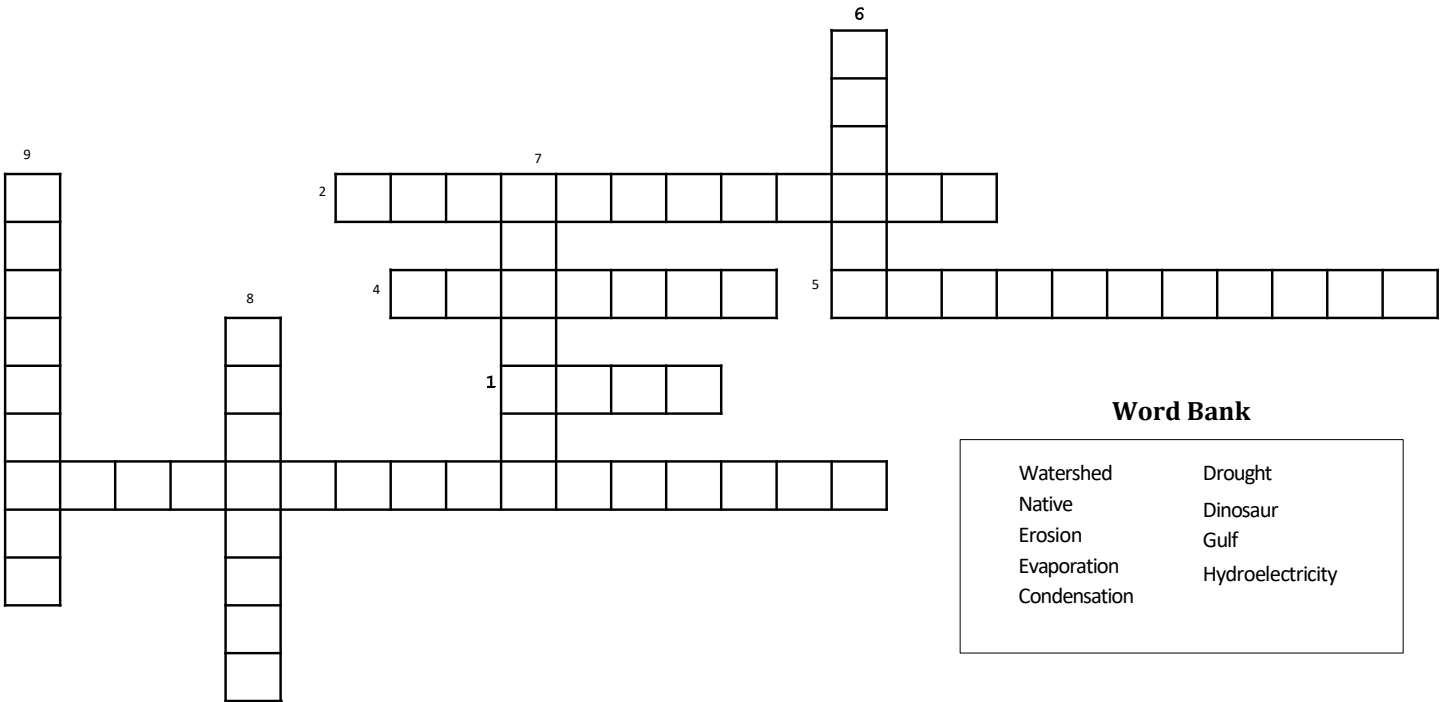 6
9
7
2
4
5
8
1
Word Bank
Watershed
Native
Erosion
Evaporation
Condensation
Drought
Dinosaur
Gulf
Hydroelectricity